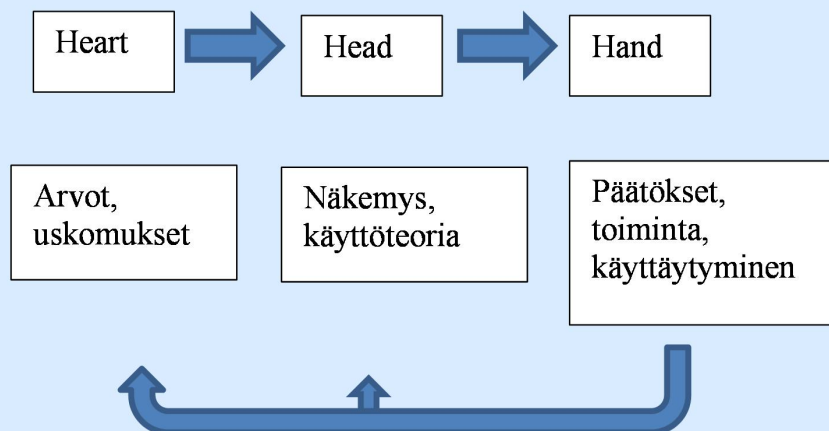 Heart
Head
Hand
Arvot,
uskomukset
Näkemys,
käyttöteoria
Päätökset,
toiminta,
käyttäytyminen